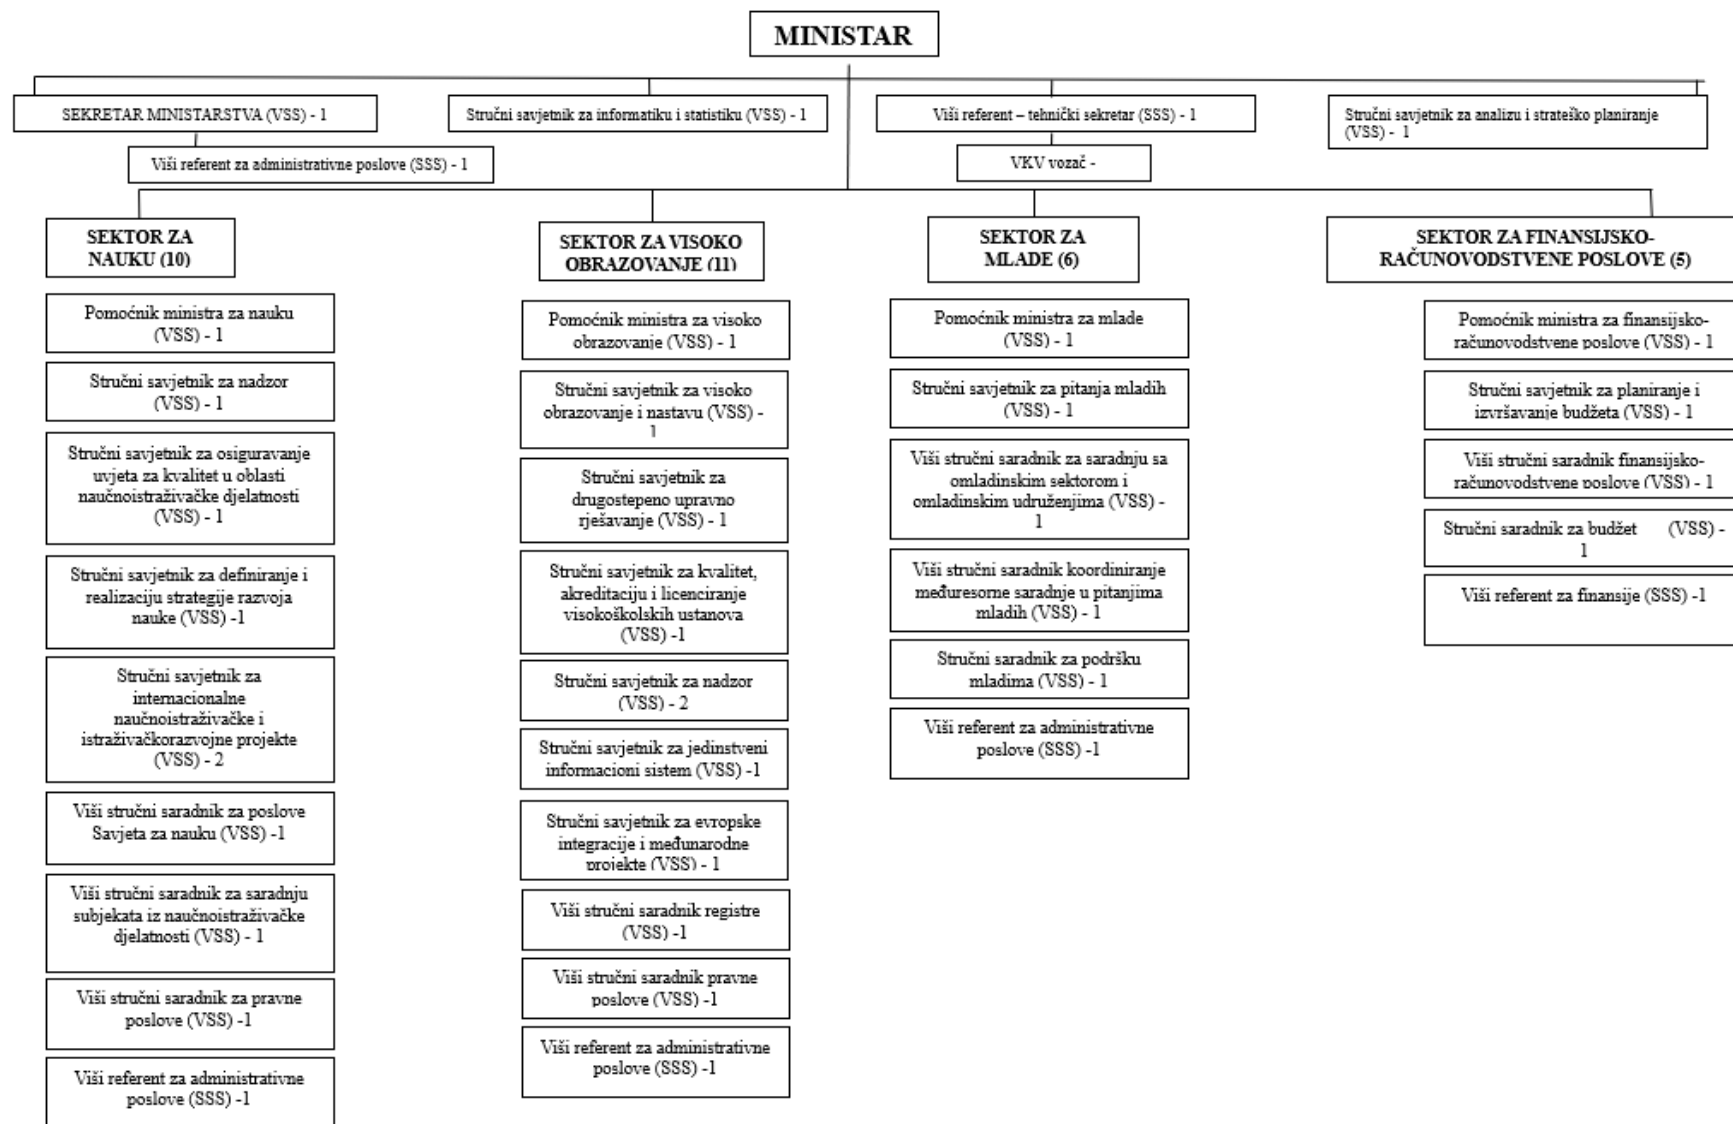 MINISTAR
SEKRETAR MINISTARSTVA (VSS) - 1
Stručni savjetnik za informatiku i statistiku (VSS) - 1
Viši referent – tehnički sekretar (SSS) - 1
Stručni savjetnik za analizu i strateško planiranje
(VSS) - 1
Viši referent za administrativne poslove (SSS) - 1
VKV vozač -
SEKTOR ZA
NAUKU (10)
Pomoćnik ministra za nauku
(VSS) - 1
Stručni savjetnik za nadzor
(VSS) - 1
Stručni savjetnik za osiguravanje
uvjeta za kvalitet u oblasti
naučnoistraživačke djelatnosti
(VSS) - 1
Stručni savjetnik za definiranje i
realizaciju strategije razvoja
nauke (VSS) -1
Stručni savjetnik za
internacionalne
naučnoistraživačke i
istraživačkorazvojne projekte
(VSS) - 2
Viši stručni saradnik za poslove
Savjeta za nauku (VSS) -1
Viši stručni saradnik za saradnju
subjekata iz naučnoistraživačke
djelatnosti (VSS) - 1
Viši stručni saradnik za pravne
poslove (VSS) -1
Viši referent za administrativne
poslove (SSS) -1
SEKTOR ZA VISOKO
OBRAZOVANJE (11)
Pomoćnik ministra za visoko
obrazovanje (VSS) - 1
Stručni savjetnik za visoko
obrazovanje i nastavu (VSS) -
1
Stručni savjetnik za
drugostepeno upravno
rješavanje (VSS) - 1
Stručni savjetnik za kvalitet,
akreditaciju i licenciranje
visokoškolskih ustanova
(VSS) -1
Stručni savjetnik za nadzor
(VSS) - 2
Stručni savjetnik za jedinstveni
informacioni sistem (VSS) -1
Stručni savjetnik za evropske
integracije i međunarodne
projekte (VSS) - 1
Viši stručni saradnik registre
(VSS) -1
Viši stručni saradnik pravne
poslove (VSS) -1
Viši referent za administrativne
poslove (SSS) -1
SEKTOR ZA
MLADE (6)
Pomoćnik ministra za mlade
(VSS) - 1
Stručni savjetnik za pitanja mladih
(VSS) - 1
Viši stručni saradnik za saradnju sa
omladinskim sektorom i
omladinskim udruženjima (VSS) -
1
Viši stručni saradnik koordiniranje
međuresorne saradnje u pitanjima
mladih (VSS) - 1
Stručni saradnik za podršku
mladima (VSS) - 1
Viši referent za administrativne
poslove (SSS) -1
SEKTOR ZA FINANSIJSKO-
RAČUNOVODSTVENE POSLOVE (5)
Pomoćnik ministra za finansijsko-
računovodstvene poslove (VSS) - 1
Stručni savjetnik za planiranje i
izvršavanje budžeta (VSS) - 1
Viši stručni saradnik finansijsko-
računovodstvene poslove (VSS) - 1
Stručni saradnik za budžet (VSS) -
1
Viši referent za finansije (SSS) -1